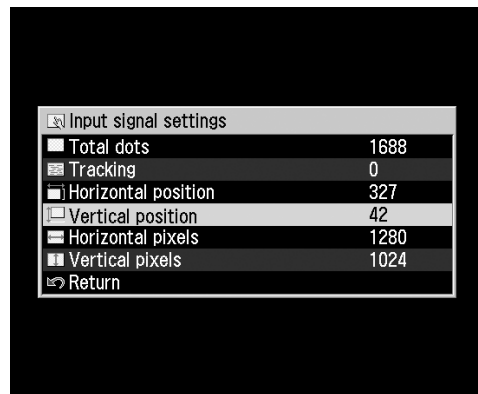 Input signal settings
Total dots 1688
Tracking 0
Horizontal position 327
Vertical position 42
Horizontal pixels 1280
Vertical pixels 1024
Return